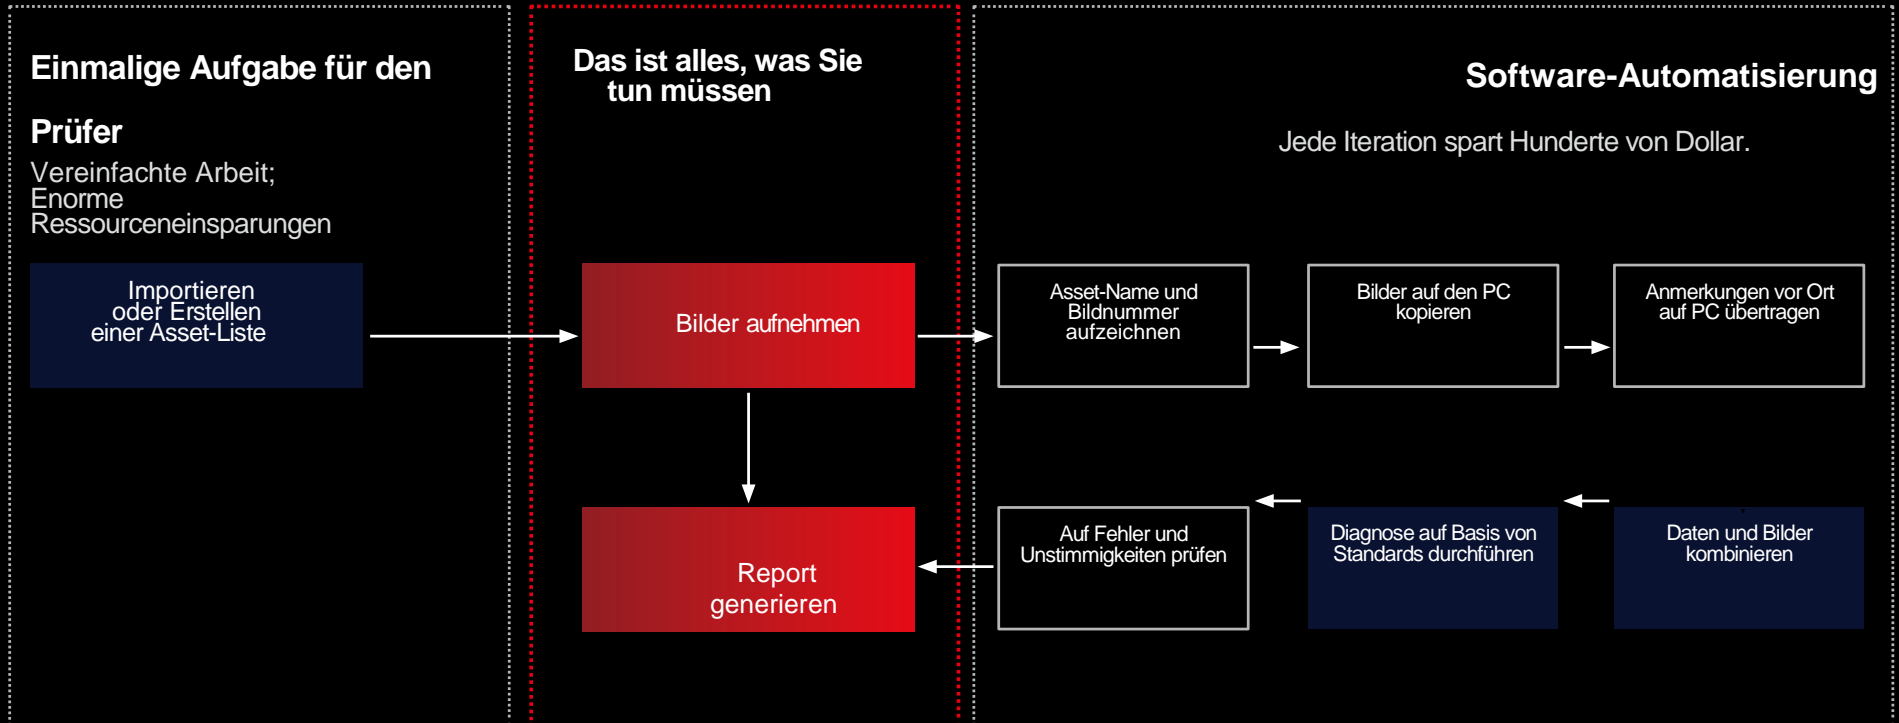 Einmalige Aufgabe für den
Prüfer
Vereinfachte Arbeit;
Enorme
Ressourceneinsparungen
Importieren
oder Erstellen
einer Asset-Liste
Das ist alles, was Sie
tun müssen
Bilder aufnehmen
Report
generieren
Software-Automatisierung
Jede Iteration spart Hunderte von Dollar.
Asset-Name und
Bildnummer
aufzeichnen
Bilder auf den PC
kopieren
Anmerkungen vor Ort
auf PC übertragen
Auf Fehler und
Unstimmigkeiten prüfen
Diagnose auf Basis von
Standards durchführen
Daten und Bilder
kombinieren